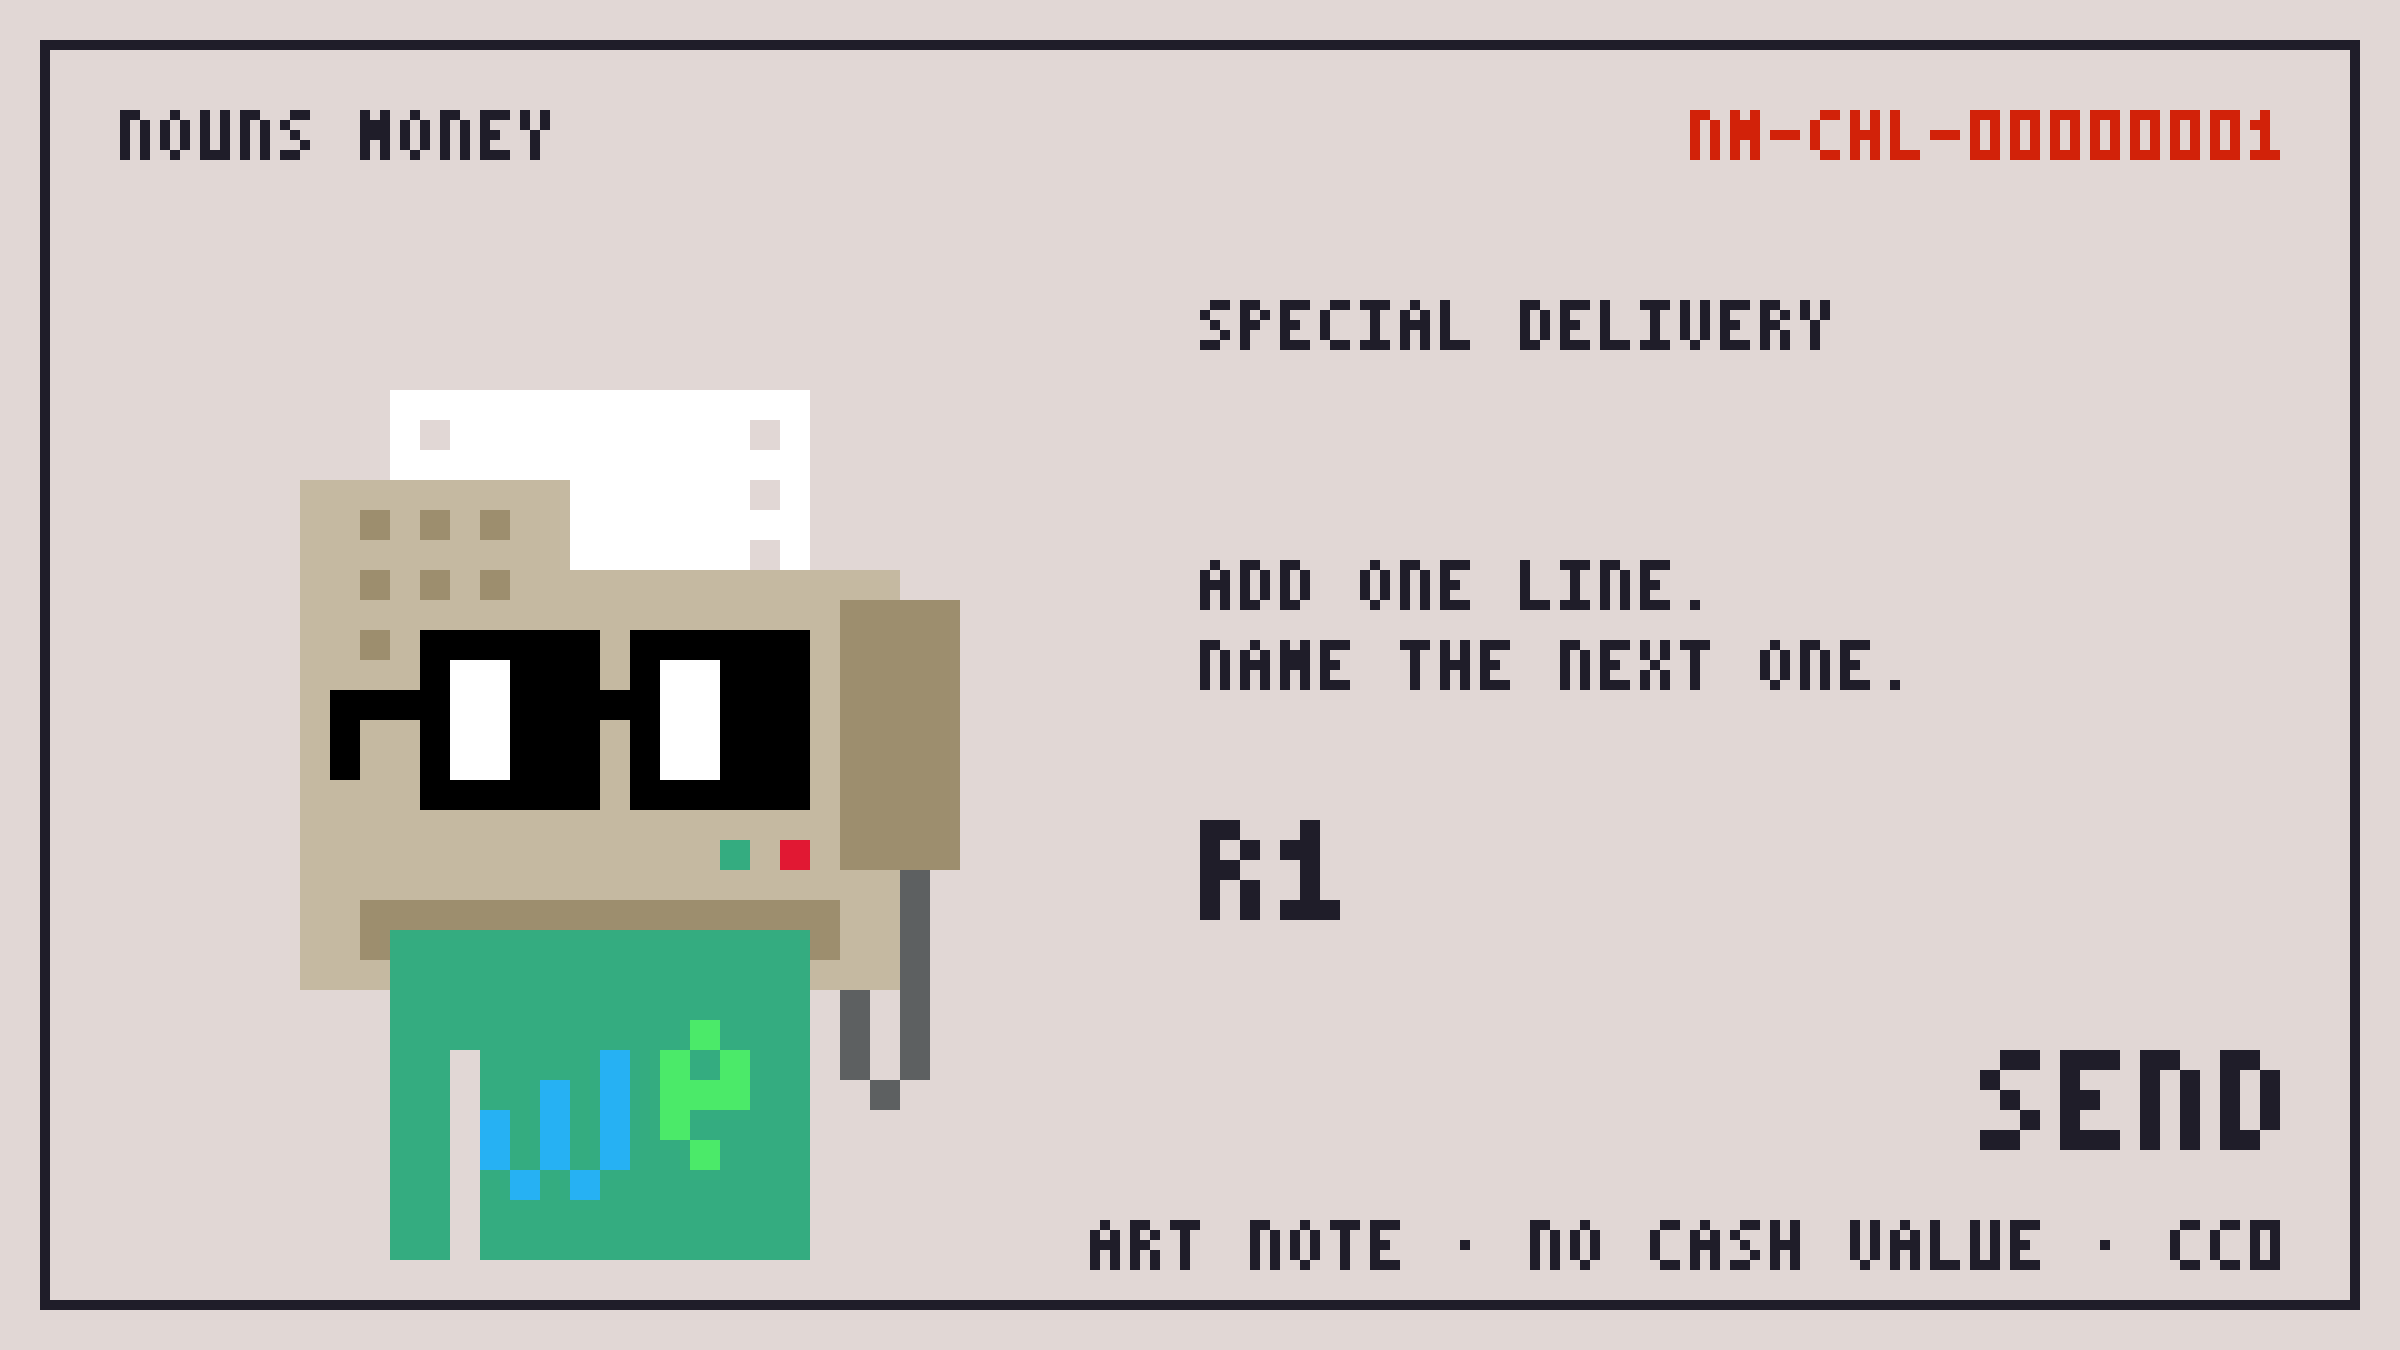 NOUNS MONEY
NM-CHL-00000001
SPECIAL DELIVERY
ADD ONE LINE.
NAME THE NEXT ONE.
R1
we
SEND
ART NOTE · NO CASH VALUE · CC0